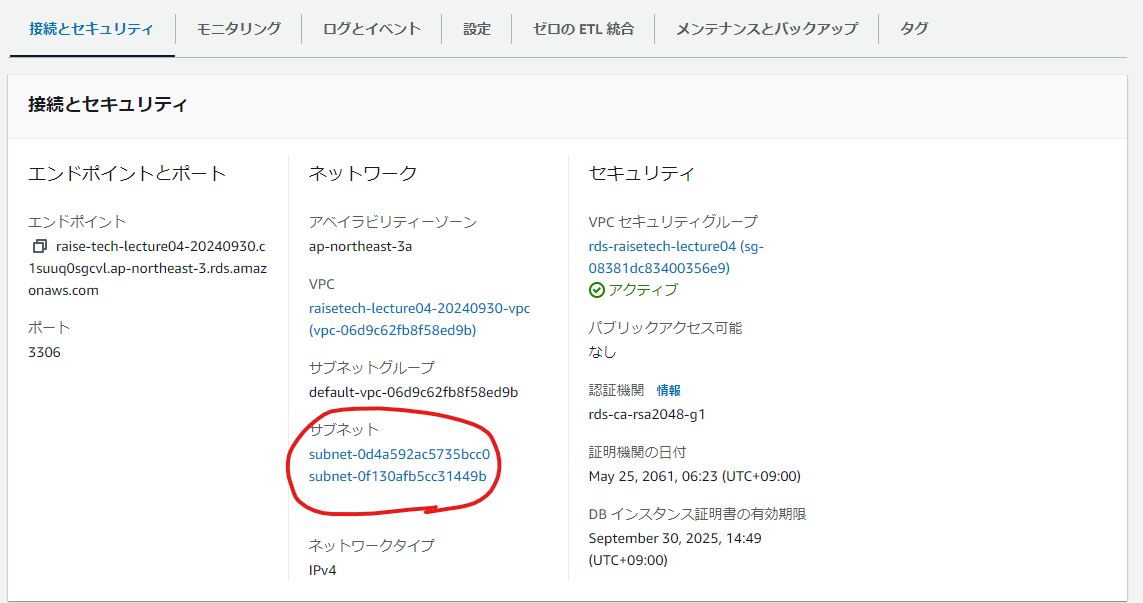 接続とセキュリティ
モニタリング
ログとイベント
設定
ゼロの ETL 統合
メンテナンスとバックアップ
タグ
接続とセキュリティ
エンドポイントとポート
エンドポイント
raise-tech-lecture04-20240930.c
1suuq0sgcvl.ap-northeast-3.rds.amaz
onaws.com
ポート
3306
ネットワーク
アベイラビリティーゾーン
ap-northeast-3a
VPC
raisetech-lecture04-20240930-vpc
(vpc-06d9c62fb8f58ed9b)
サブネットグループ
default-vpc-06d9c62fb8f58ed9b
サブネット
subnet-0d4a592ac5735bcc0
subnet-0f130afb5cc31449b
ネットワークタイプ
IPv4
セキュリティ
VPC セキュリティグループ
rds-raisetech-lecture04 (sg-
08381dc83400356e9)
アクティブ
パブリックアクセス可能
なし
認証機関 情報
rds-ca-rsa2048-g1
証明機関の日付
May 25, 2061, 06:23 (UTC+09:00)
DB インスタンス証明書の有効期限
September 30, 2025, 14:49
(UTC+09:00)